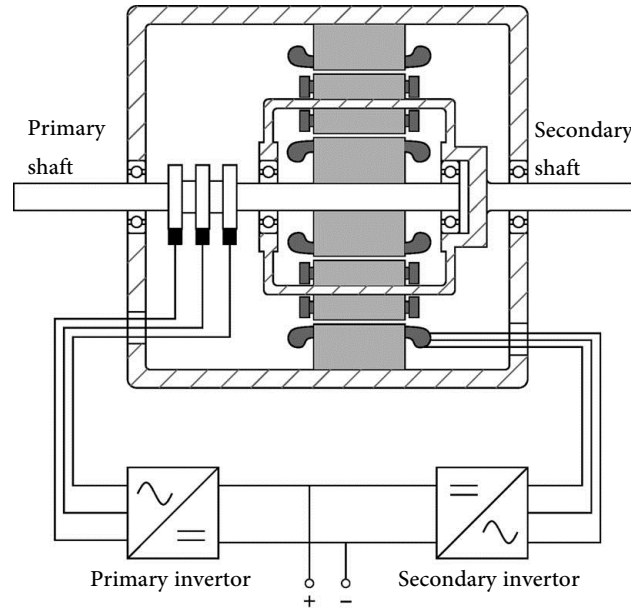 Primary
shaft
Secondary
shaft
Primary invertor
Secondary invertor
+ −